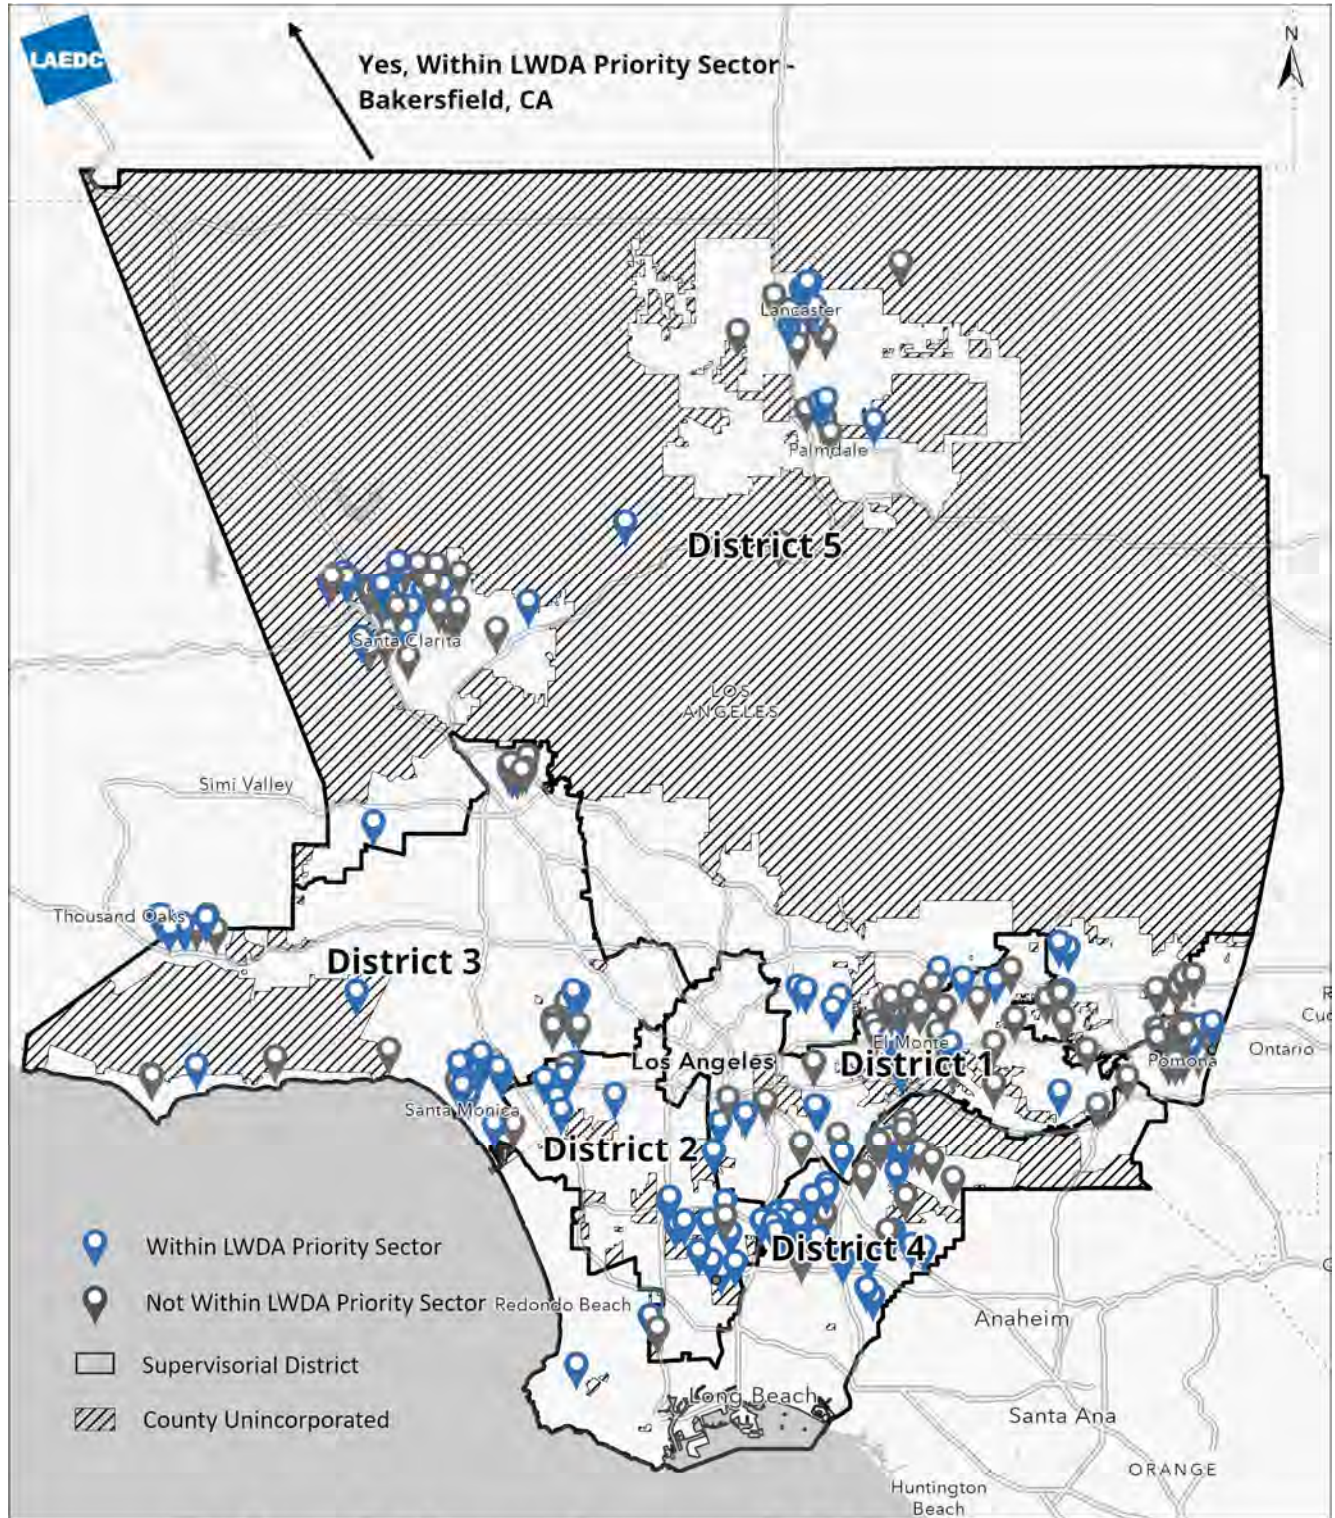 LAEDC
Yes, Within LWDA Priority Sector -
Bakersfield, CA
N
Lancaster
Palmdale
District 5
Santa Clarita
LOS
ANGELES
Simi Valley
Thousand Oaks
District 3
El Monte
Los Angeles
District 1
Pomona
Ontario
Santa Monica
District 2
District 4
Within LWDA Priority Sector
Not Within LWDA Priority Sector
Redondo Beach
Anaheim
Supervisorial District
Long Beach
County Unincorporated
Santa Ana
ORANGE
Huntington
Beach